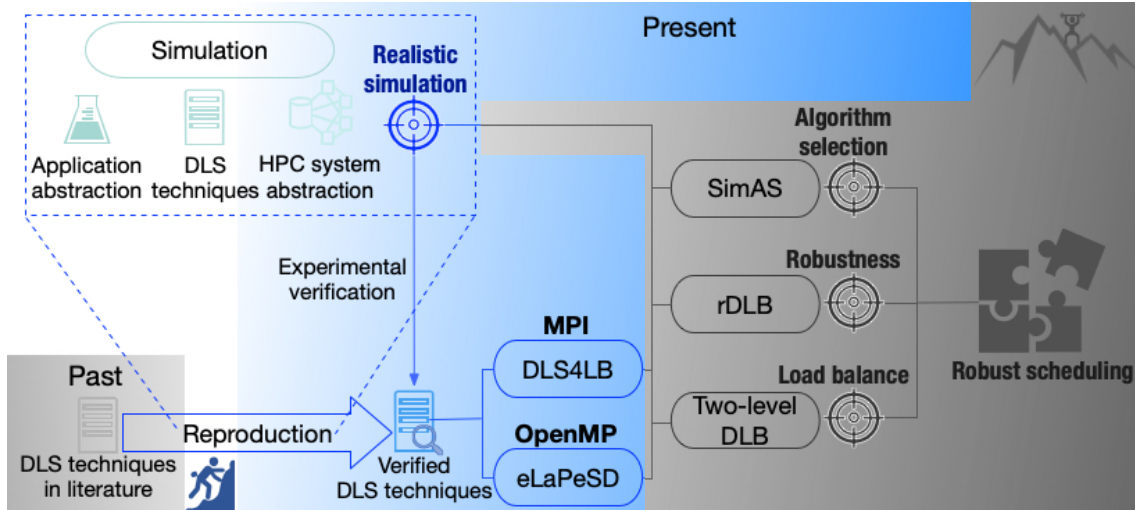 Present
Simulation
Realistic
simulation
Application
abstraction
DLS
techniques
HPC system
abstraction
Algorithm
selection
SimAS
Experimental
verification
Robustness
rDLB
MPI
DLS4LB
Robust scheduling
Past
Load balance
Two-level
DLB
Reproduction
OpenMP
eLaPeSD
DLS techniques
in literature
Verified
DLS techniques